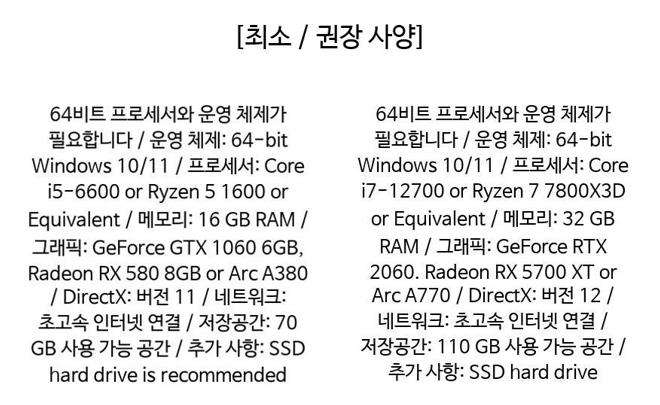 [최소 / 권장 사양]
64비트 프로세서와 운영 체제가
필요합니다 / 운영 체제: 64-bit
Windows 10/11 / 프로세서: Core
i5-6600 or Ryzen 5 1600 or
Equivalent / 메모리: 16 GB RAM /
그래픽: GeForce GTX 1060 6GB,
Radeon RX 580 8GB or Arc A380
/ DirectX: 버전 11 / 네트워크:
초고속 인터넷 연결 / 저장공간: 70
GB 사용 가능 공간 / 추가 사항: SSD
hard drive is recommended
64비트 프로세서와 운영 체제가
필요합니다 / 운영 체제: 64-bit
Windows 10/11 / 프로세서: Core
i7-12700 or Ryzen 7 7800X3D
or Equivalent / 메모리: 32 GB
RAM / 그래픽: GeForce RTX
2060. Radeon RX 5700 XT or
Arc A770 / DirectX: 버전 12 /
네트워크: 초고속 인터넷 연결 /
저장공간: 110 GB 사용 가능 공간 /
추가 사항: SSD hard drive